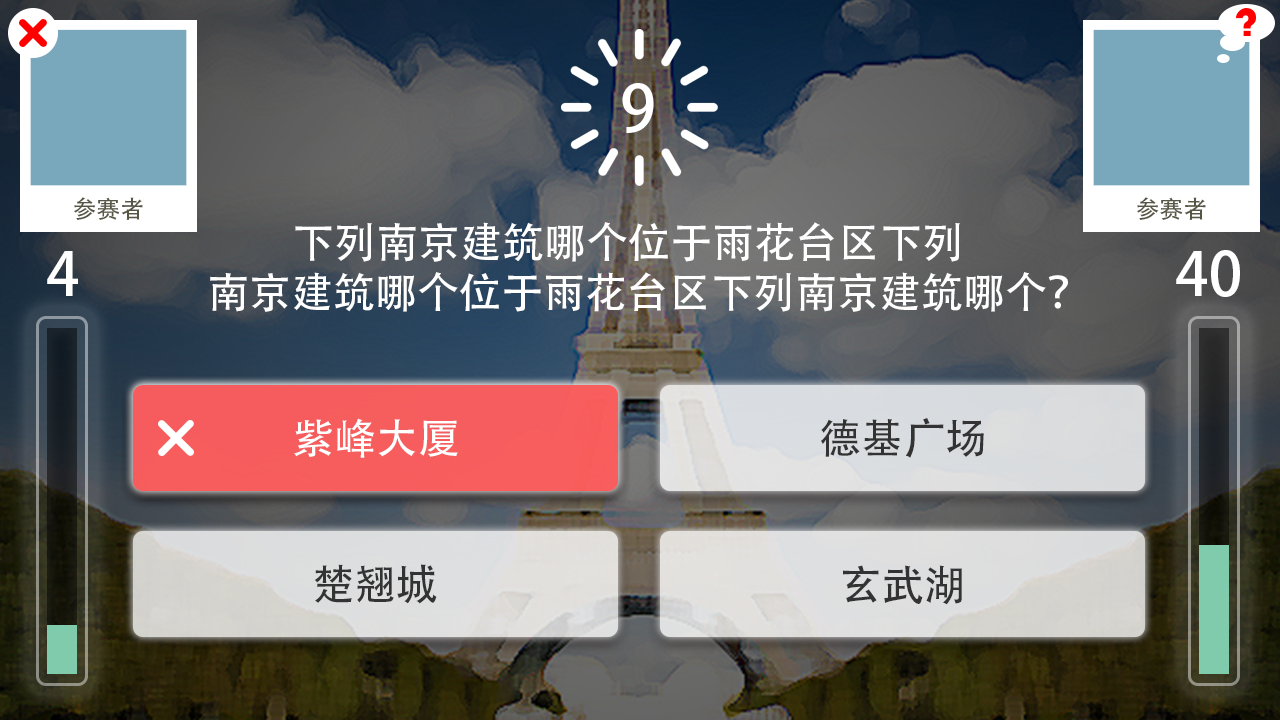 ?
9
参赛者
参赛者
下列南京建筑哪个位于雨花台区下列
南京建筑哪个位于雨花台区下列南京建筑哪个?
4
40
紫峰大厦
德基广场
楚翘城
玄武湖